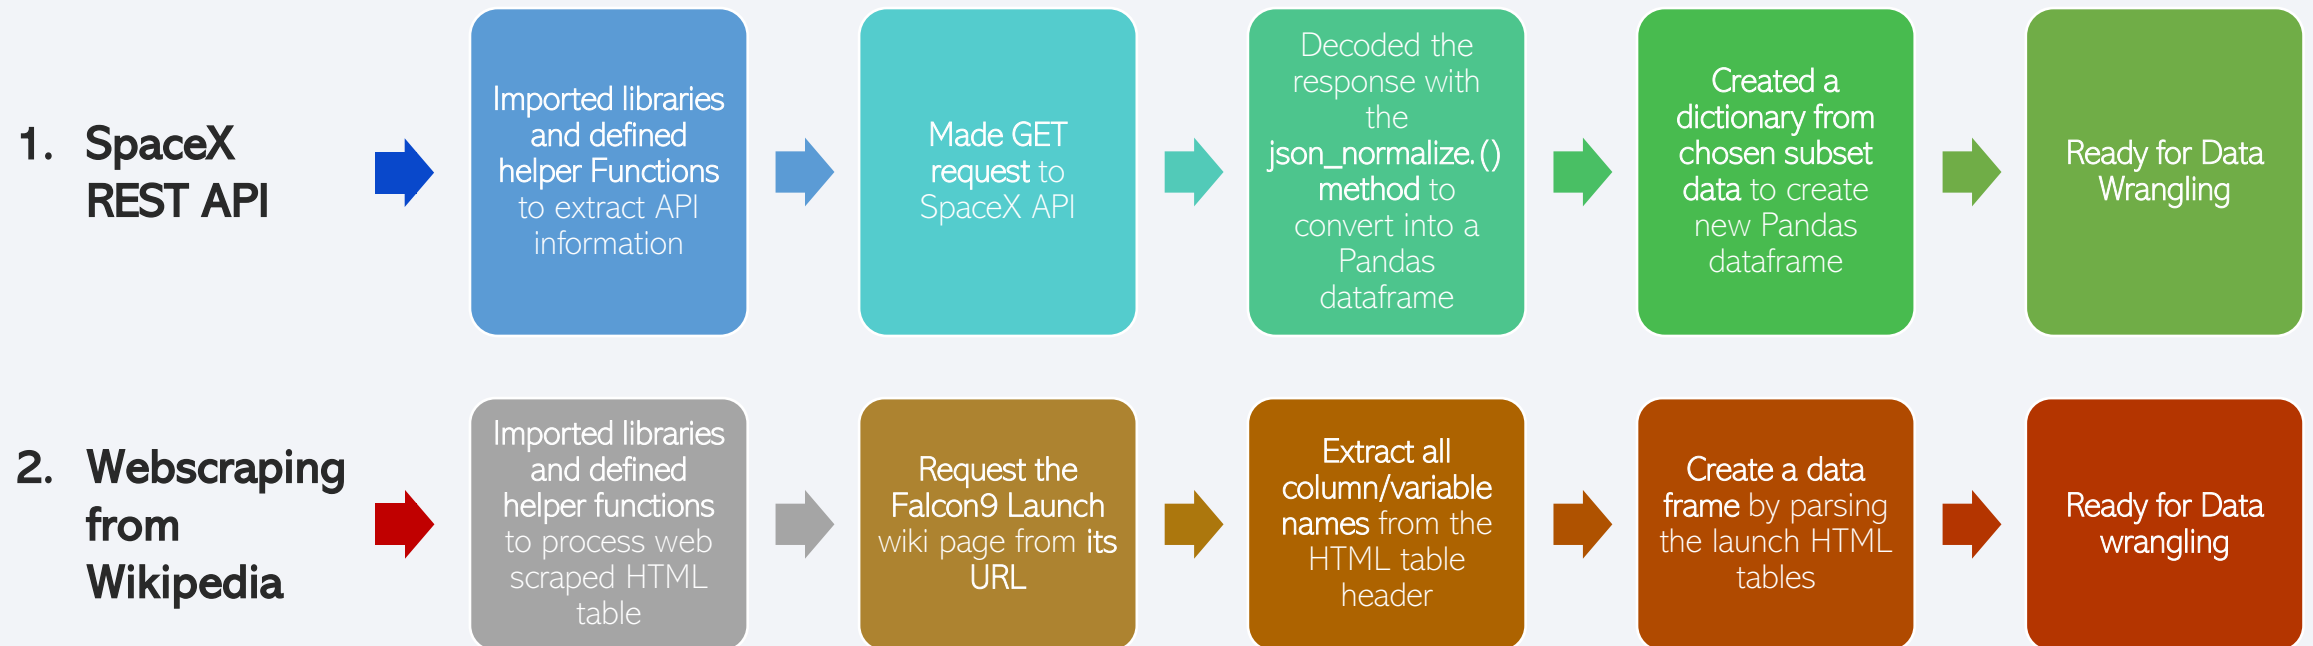 1. SpaceX
REST API
Imported libraries
and defined
helper Functions
to extract API
information
Made GET
request to
SpaceX API
Decoded the
response with
the
json_normalize.()
method to
convert into a
Pandas
dataframe
Created a
dictionary from
chosen subset
data to create
new Pandas
dataframe
Ready for Data
Wrangling
2. Webscraping
from
Wikipedia
Imported libraries
and defined
helper functions
to process web
scraped HTML
table
Request the
Falcon9 Launch
wiki page from its
URL
Extract all
column/variable
names from the
HTML table
header
Create a data
frame by parsing
the launch HTML
tables
Ready for Data
wrangling